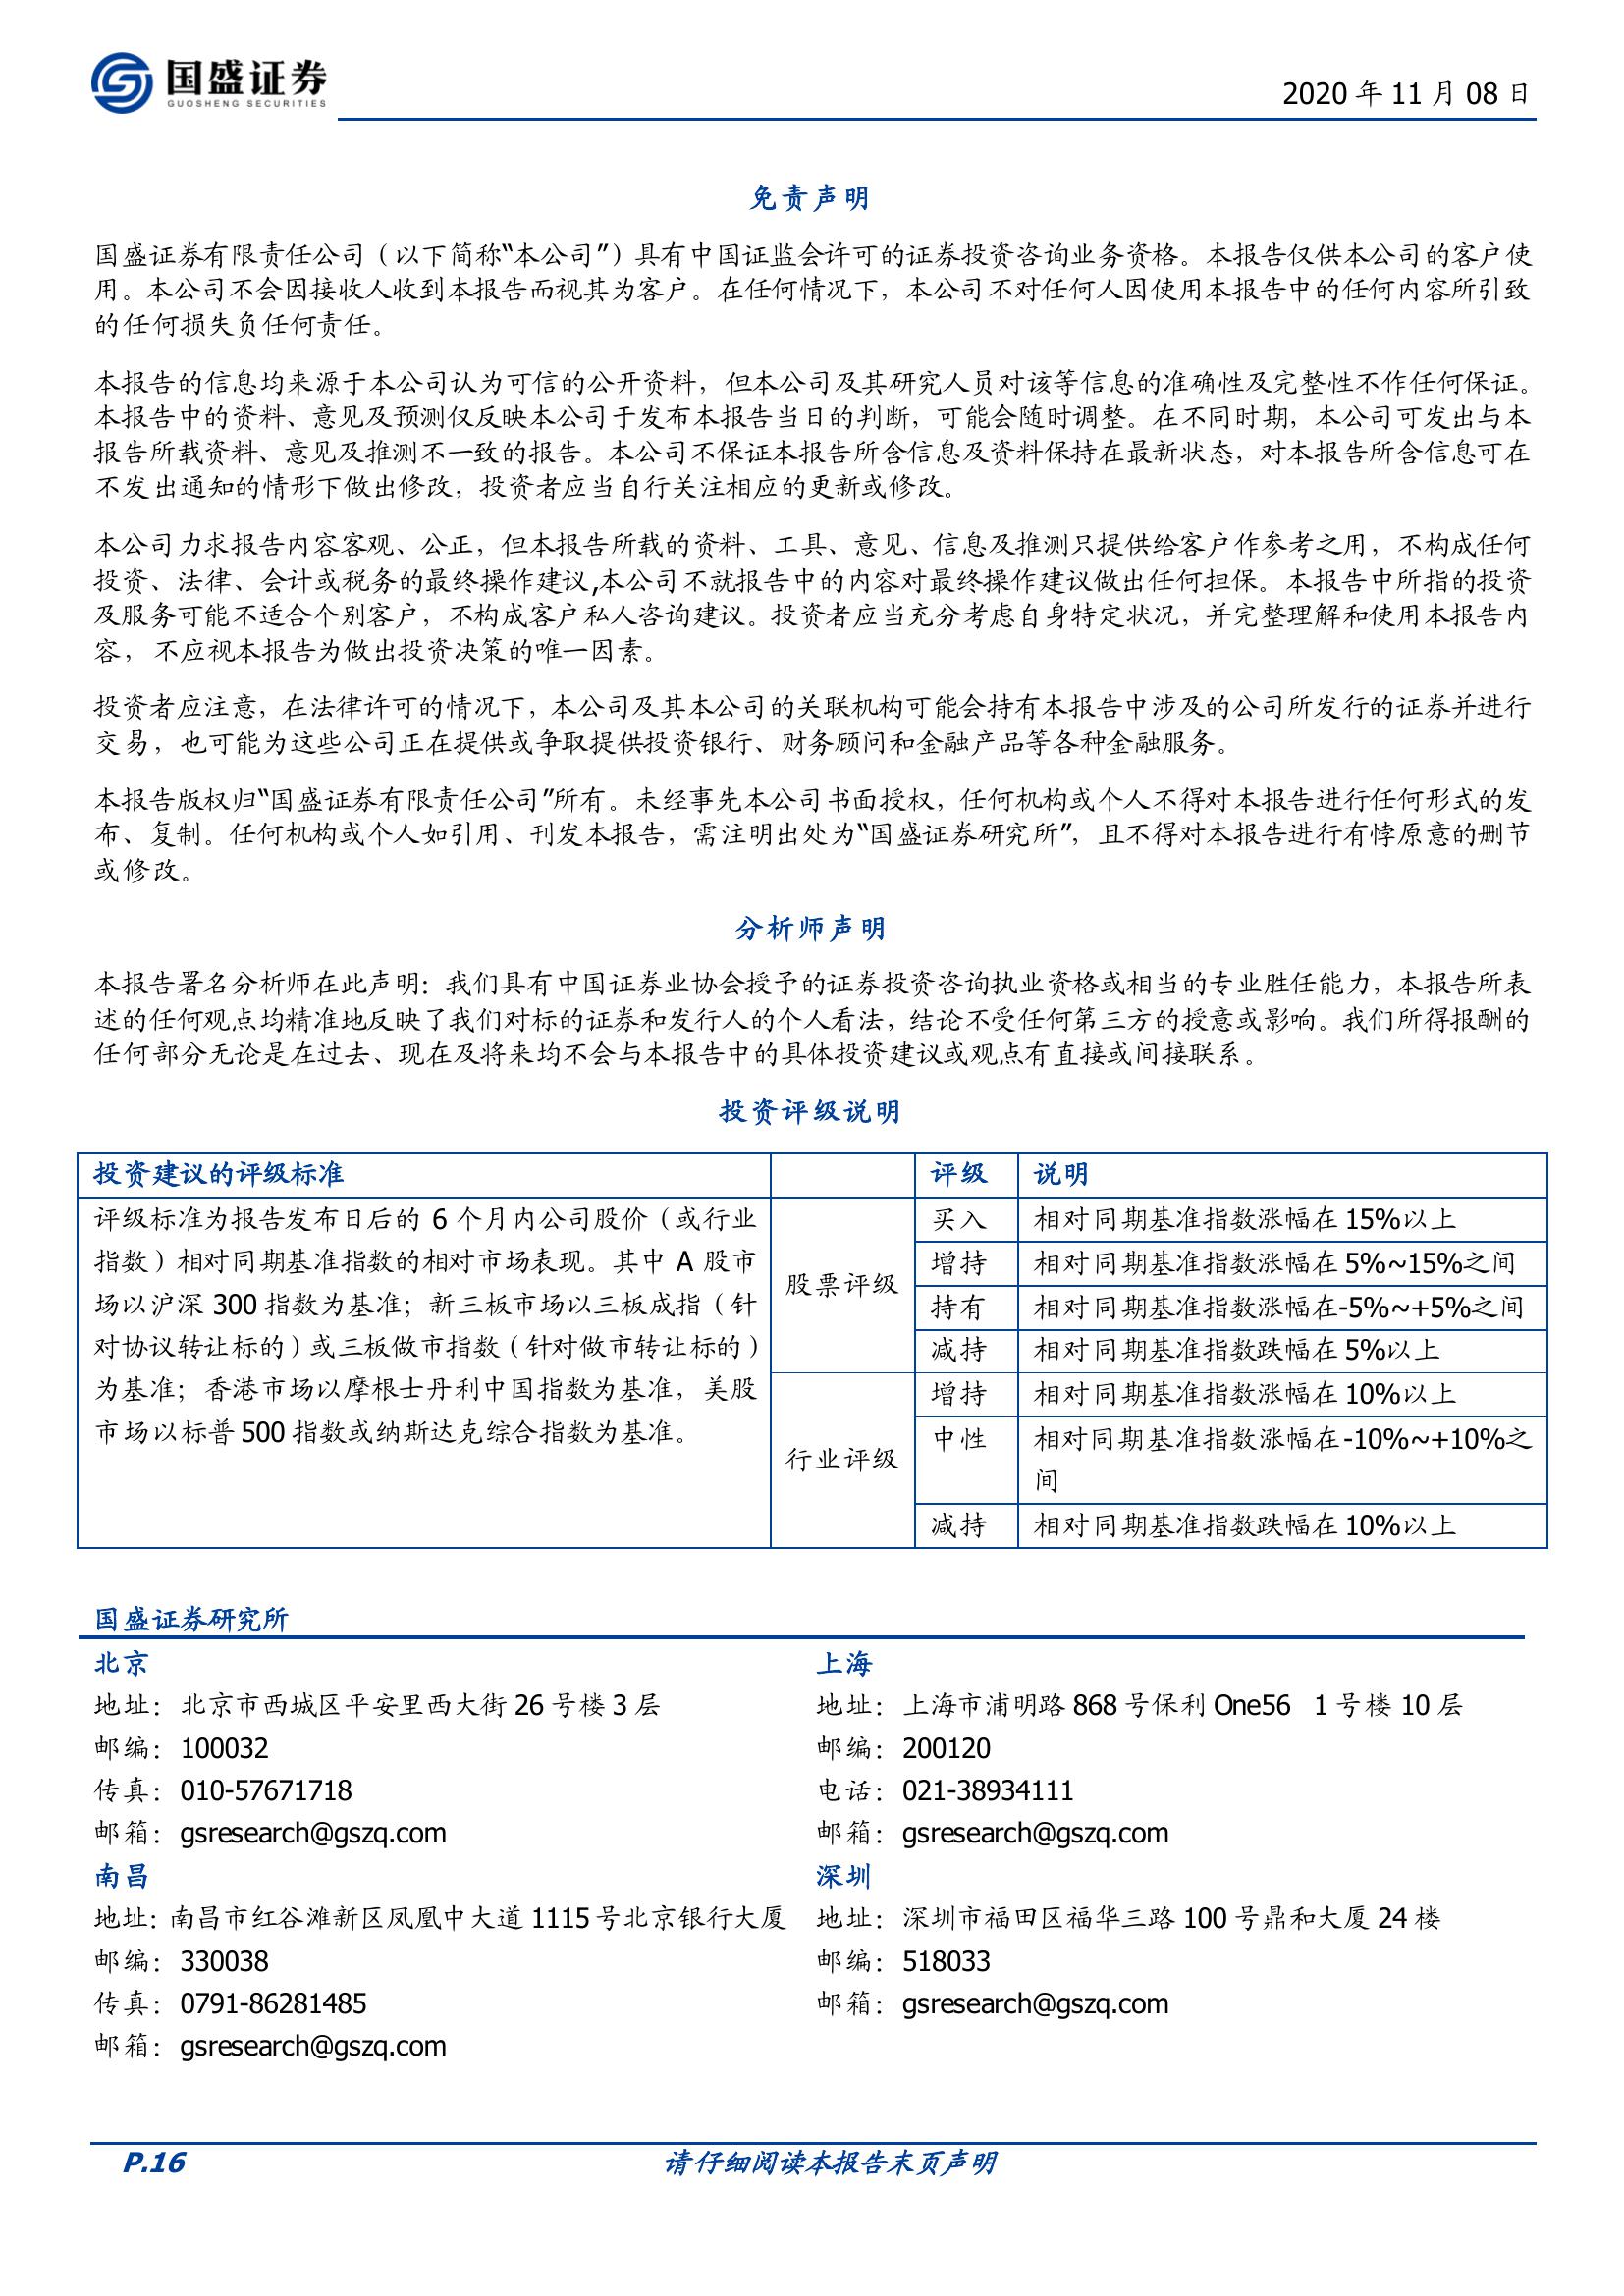 国盛证券
GUOSHENG SECURITIES
2020 年 11 月 08 日
免责声明
国盛证券有限责任公司（以下简称“本公司”）具有中国证监会许可的证券投资咨询业务资格。本报告仅供本公司的客户使
用。本公司不会因接收人收到本报告而视其为客户。在任何情况下，本公司不对任何人因使用本报告中的任何内容所引致
的任何损失负任何责任。
本报告的信息均来源于本公司认为可信的公开资料，但本公司及其研究人员对该等信息的准确性及完整性不作任何保证。
本报告中的资料、意见及预测仅反映本公司于发布本报告当日的判断，可能会随时调整。在不同时期，本公司可发出与本
报告所载资料、意见及推测不一致的报告。本公司不保证本报告所含信息及资料保持在最新状态，对本报告所含信息可在
不发出通知的情形下做出修改，投资者应当自行关注相应的更新或修改。
本公司力求报告内容客观、公正，但本报告所载的资料、工具、意见、信息及推测只提供给客户作参考之用，不构成任何
投资、法律、会计或税务的最终操作建议,本公司不就报告中的内容对最终操作建议做出任何担保。本报告中所指的投资
及服务可能不适合个别客户，不构成客户私人咨询建议。投资者应当充分考虑自身特定状况，并完整理解和使用本报告内
容，不应视本报告为做出投资决策的唯一因素。
投资者应注意，在法律许可的情况下，本公司及其本公司的关联机构可能会持有本报告中涉及的公司所发行的证券并进行
交易，也可能为这些公司正在提供或争取提供投资银行、财务顾问和金融产品等各种金融服务。
本报告版权归“国盛证券有限责任公司”所有。未经事先本公司书面授权，任何机构或个人不得对本报告进行任何形式的发
布、复制。任何机构或个人如引用、刊发本报告，需注明出处为“国盛证券研究所”，且不得对本报告进行有悖原意的删节
或修改。
分析师声明
本报告署名分析师在此声明：我们具有中国证券业协会授予的证券投资咨询执业资格或相当的专业胜任能力，本报告所表
述的任何观点均精准地反映了我们对标的证券和发行人的个人看法，结论不受任何第三方的授意或影响。我们所得报酬的
任何部分无论是在过去、现在及将来均不会与本报告中的具体投资建议或观点有直接或间接联系。
投资评级说明
投资建议的评级标准 评级 说明
评级标准为报告发布日后的 6 个月内公司股价（或行业
指数）相对同期基准指数的相对市场表现。其中 A 股市
场以沪深 300 指数为基准；新三板市场以三板成指（针
对协议转让标的）或三板做市指数（针对做市转让标的）
为基准；香港市场以摩根士丹利中国指数为基准，美股
市场以标普 500 指数或纳斯达克综合指数为基准。
股票评级
买入 相对同期基准指数涨幅在 15%以上
增持 相对同期基准指数涨幅在 5%~15%之间
持有 相对同期基准指数涨幅在-5%~+5%之间
减持 相对同期基准指数跌幅在 5%以上
行业评级
增持 相对同期基准指数涨幅在 10%以上
中性 相对同期基准指数涨幅在-10%~+10%之
间
减持 相对同期基准指数跌幅在 10%以上
国盛证券研究所
北京
地址：北京市西城区平安里西大街 26 号楼 3 层
邮编：100032
传真：010-57671718
邮箱：gsresearch@gszq.com
上海
地址：上海市浦明路 868 号保利 One56 1 号楼 10 层
邮编：200120
电话：021-38934111
邮箱：gsresearch@gszq.com
南昌
地址：南昌市红谷滩新区凤凰中大道 1115 号北京银行大厦
邮编：330038
传真：0791-86281485
邮箱：gsresearch@gszq.com
深圳
地址：深圳市福田区福华三路 100 号鼎和大厦 24 楼
邮编：518033
邮箱：gsresearch@gszq.com
P.16 请仔细阅读本报告末页声明